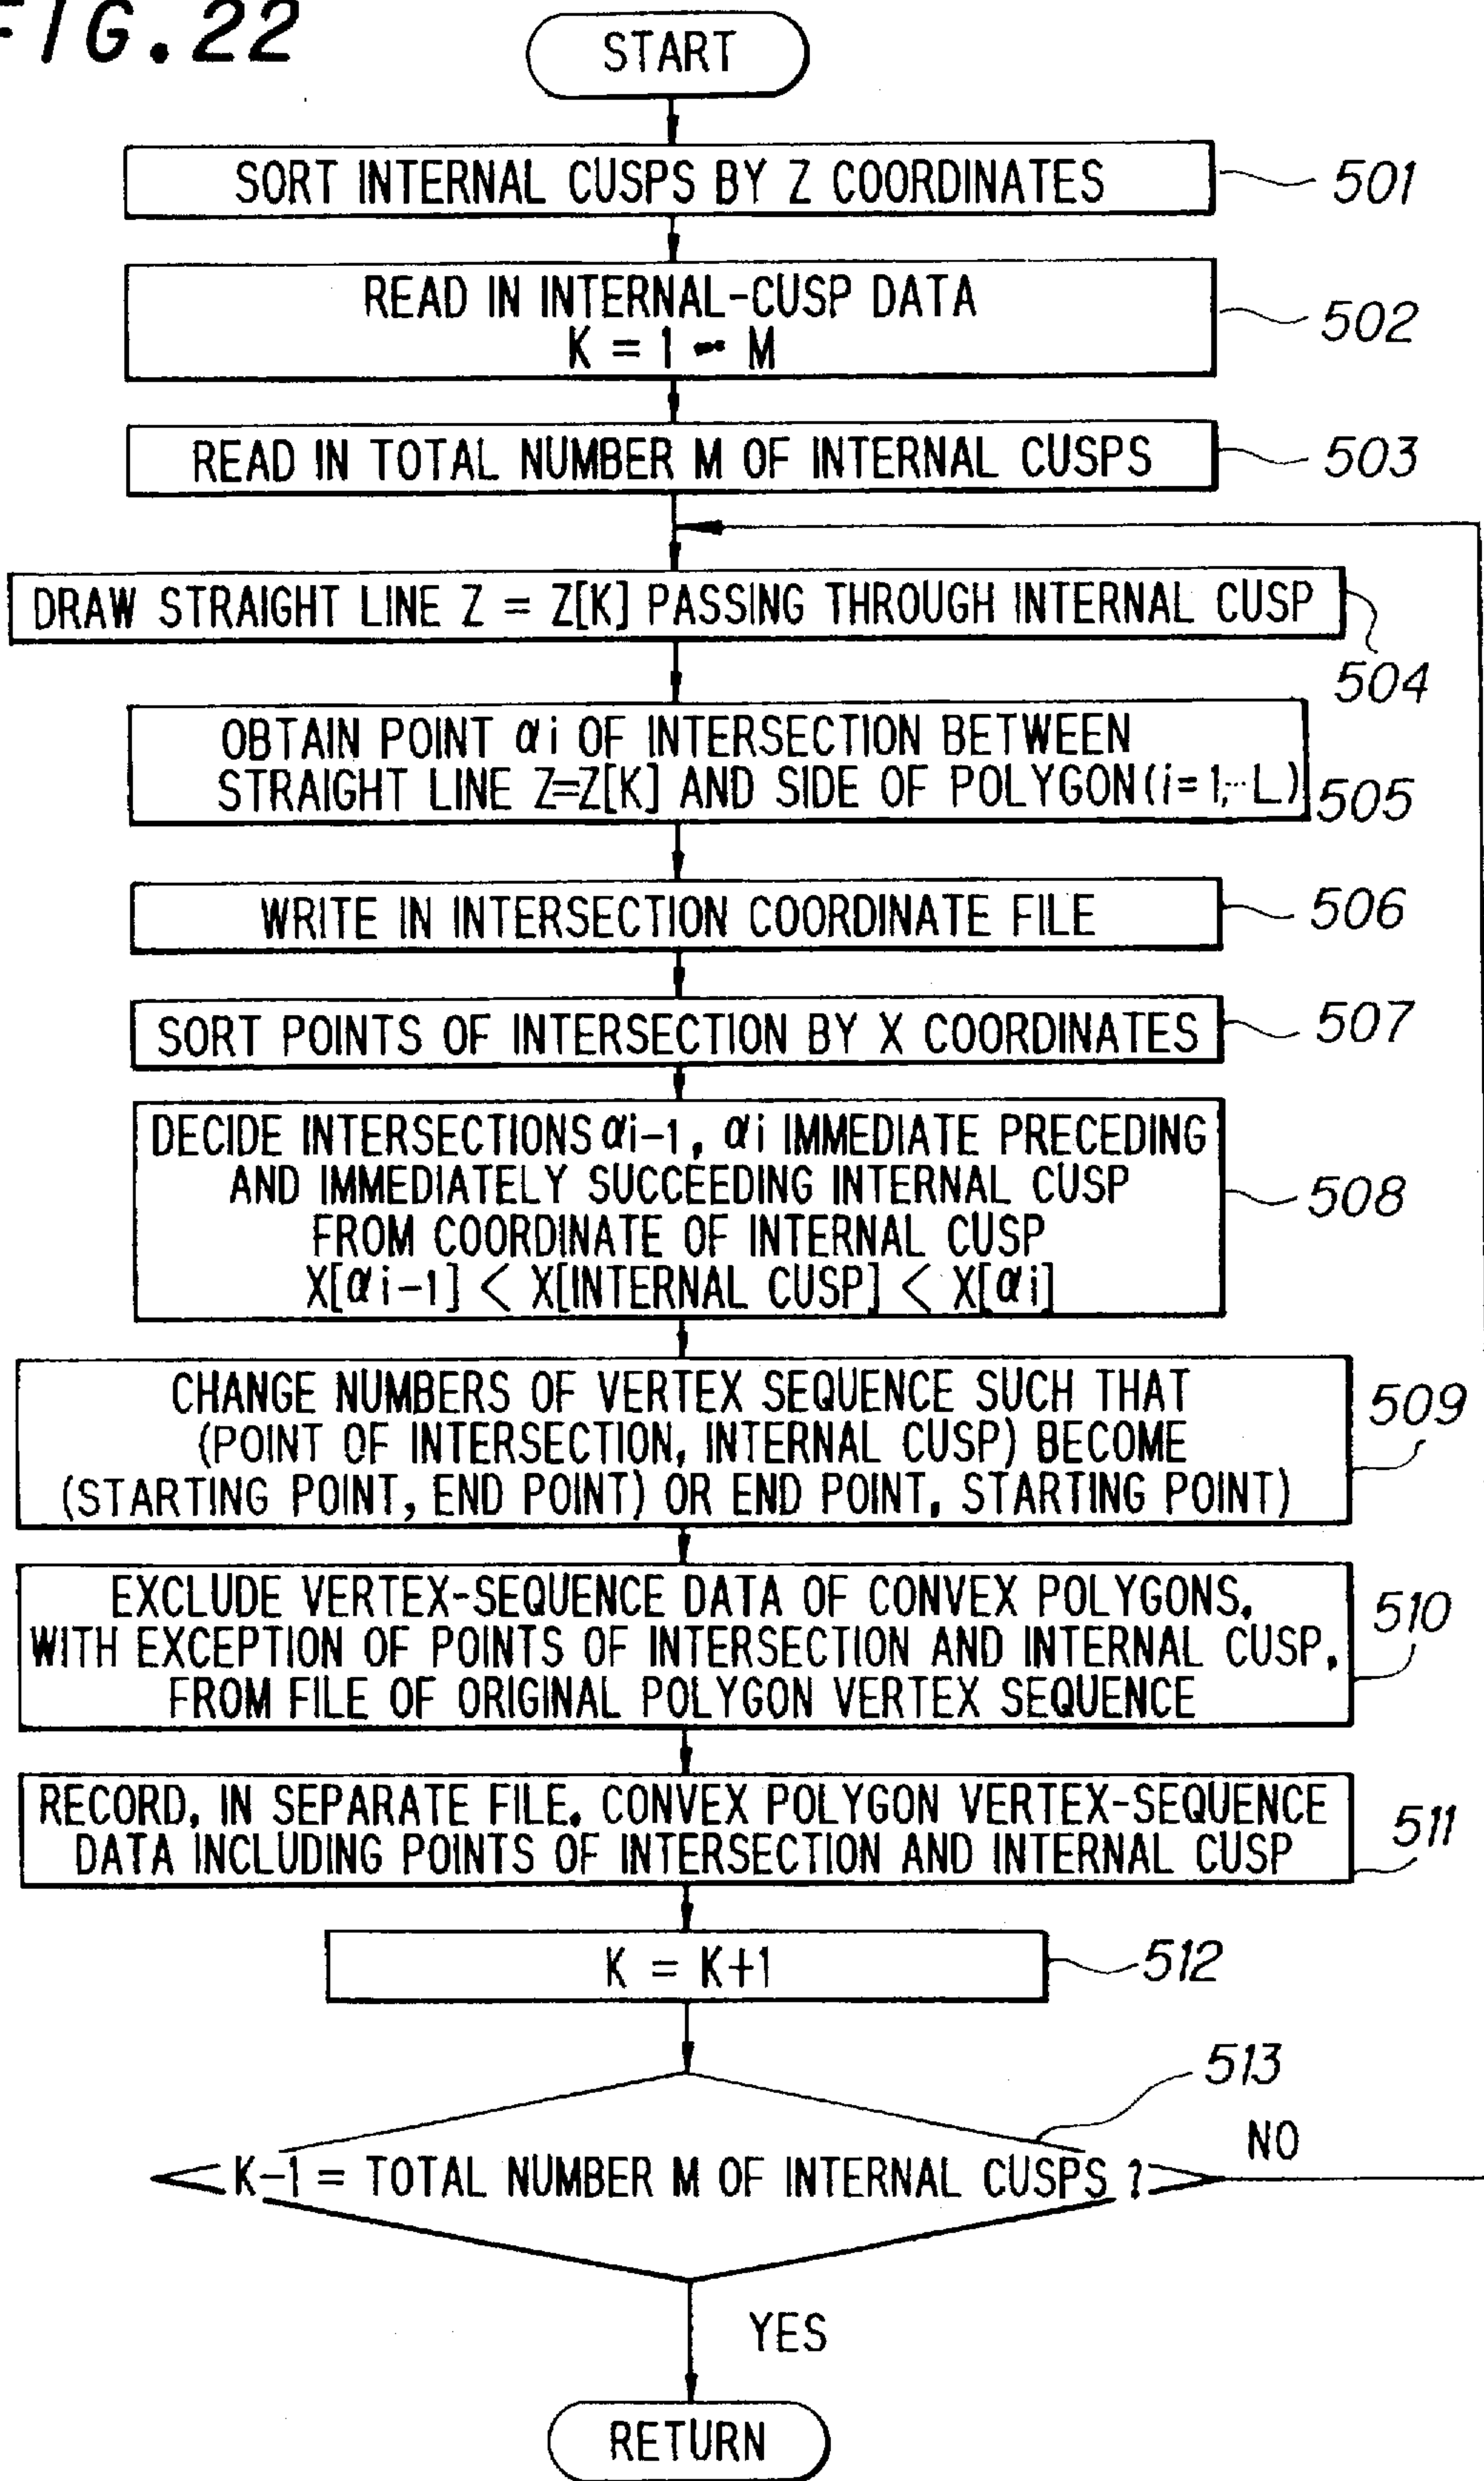 FIG.22
START
SORT INTERNAL CUSPS BY Z COORDINATES
501
READ IN INTERNAL-CUSP DATA
K = 1 - M
502
READ IN TOTAL NUMBER M OF INTERNAL CUSPS
503
DRAW STRAIGHT LINE Z = Z[K] PASSING THROUGH INTERNAL CUSP
504
OBTAIN POINT αi OF INTERSECTION BETWEEN
STRAIGHT LINE Z=Z[K] AND SIDE OF POLYGON(i=1,…L)
505
WRITE IN INTERSECTION COORDINATE FILE
506
SORT POINTS OF INTERSECTION BY X COORDINATES
507
DECIDE INTERSECTIONS αi-1, αi IMMEDIATE PRECEDING
AND IMMEDIATELY SUCCEEDING INTERNAL CUSP
FROM COORDINATE OF INTERNAL CUSP
X[αi-1] < X[INTERNAL CUSP] < X[αi]
508
CHANGE NUMBERS OF VERTEX SEQUENCE SUCH THAT
(POINT OF INTERSECTION, INTERNAL CUSP) BECOME
(STARTING POINT, END POINT) OR END POINT, STARTING POINT)
509
EXCLUDE VERTEX-SEQUENCE DATA OF CONVEX POLYGONS,
WITH EXCEPTION OF POINTS OF INTERSECTION AND INTERNAL CUSP,
FROM FILE OF ORIGINAL POLYGON VERTEX SEQUENCE
510
RECORD, IN SEPARATE FILE, CONVEX POLYGON VERTEX-SEQUENCE
DATA INCLUDING POINTS OF INTERSECTION AND INTERNAL CUSP
511
K = K+1
512
513
K-1 = TOTAL NUMBER M OF INTERNAL CUSPS ?
NO
YES
RETURN